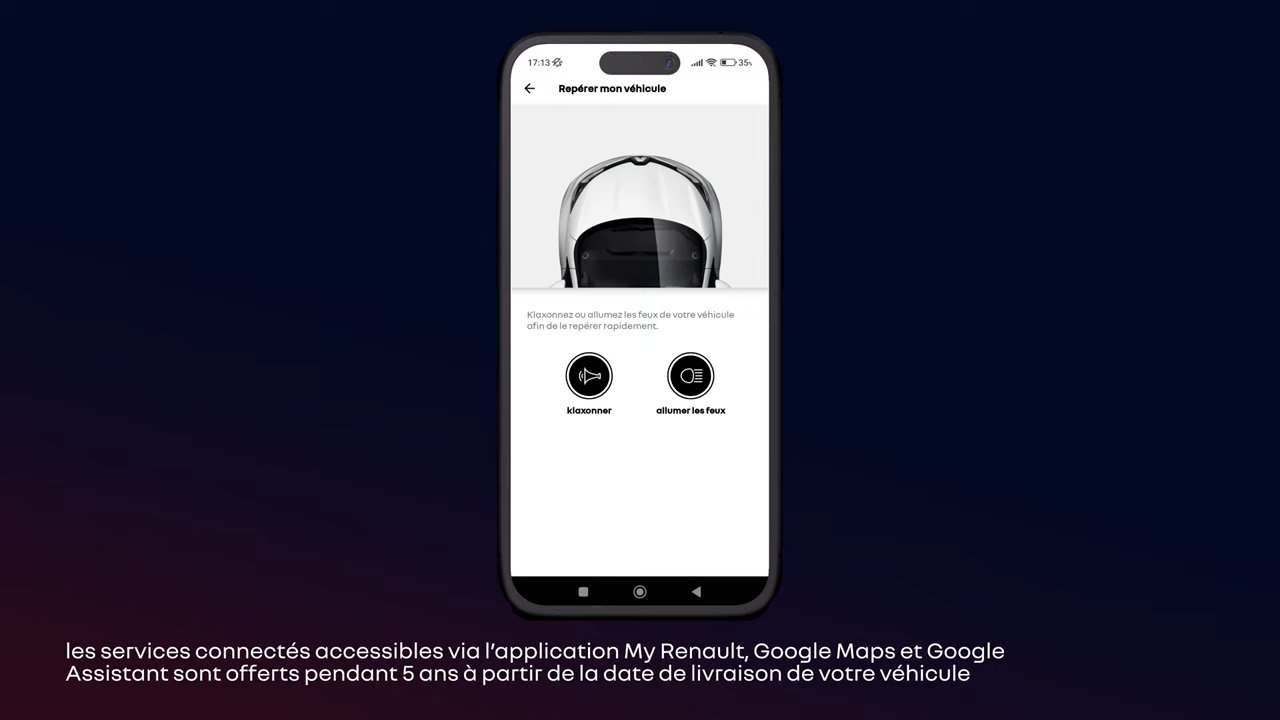 17:13
35%
Repérer mon véhicule
Klaxonnez ou allumez les feux de votre véhicule
afin de le repérer rapidement.
klaxonner
allumer les feux
les services connectés accessibles via l'application My Renault, Google Maps et Google
Assistant sont offerts pendant 5 ans à partir de la date de livraison de votre véhicule